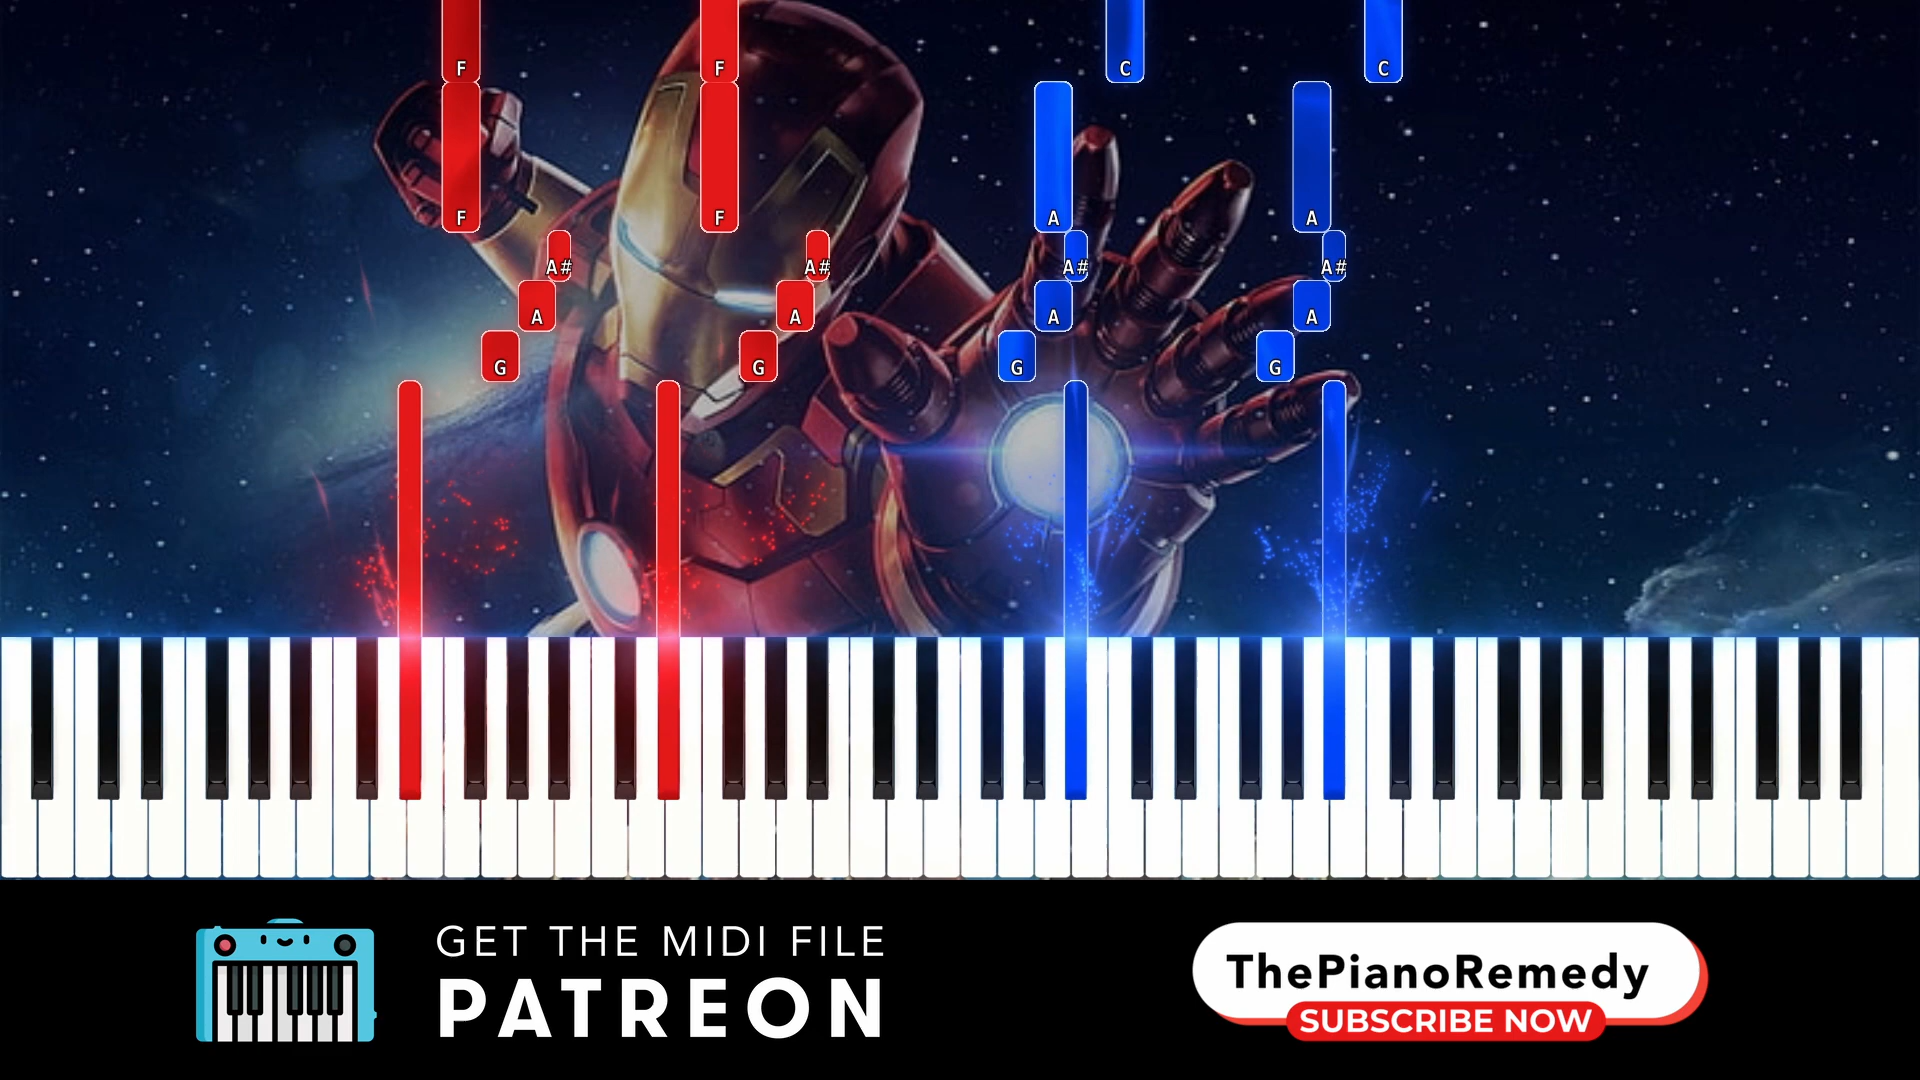 C C
F F
A A
F F
A# A# A# A#
A A A A
G G G G
GET THE MIDI FILE
PATREON
ThePianoRemedy
SUBSCRIBE NOW